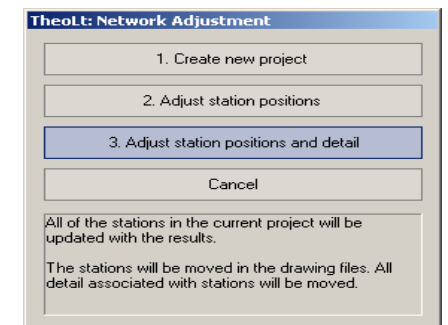 TheoLt: Network Adjustment
1. Create new project
2. Adjust station positions
3. Adjust station positions and detail
Cancel
All of the stations in the current project will be
updated with the results.
The stations will be moved in the drawing files. All
detail associated with stations will be moved.